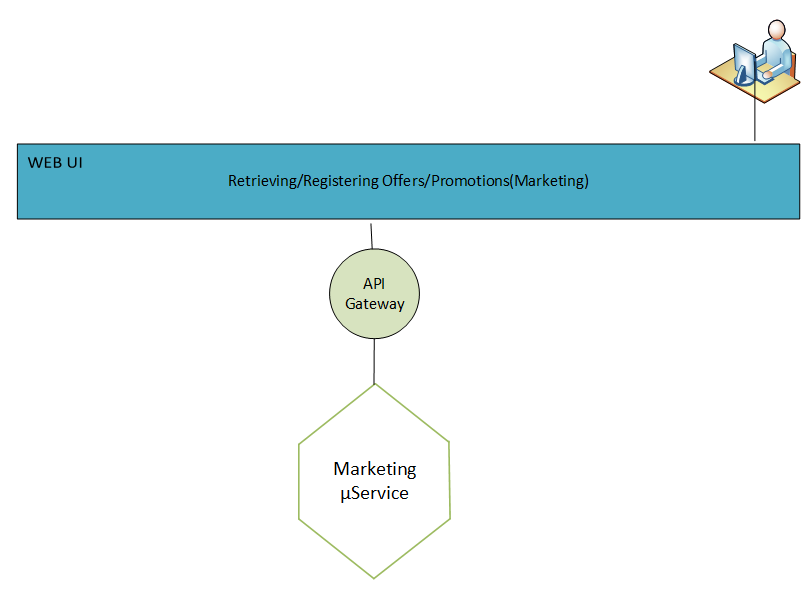 WEB UI
Retrieving/Registering Offers/Promotions(Marketing)
API
Gateway
Marketing
µService